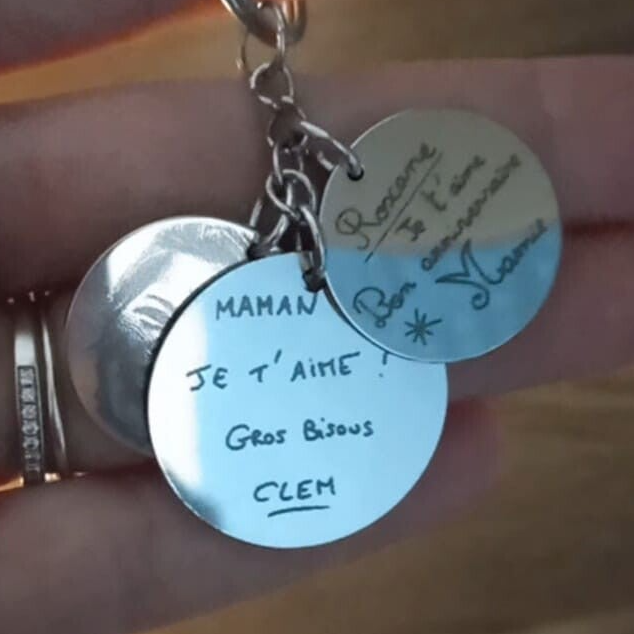 MAMAN
JE T'AIME !
GROS BISOUS
CLEM
Roxane
Je t'aime
Bon anniversaire
Mamie